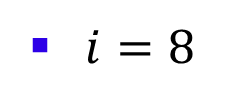 ▪ i = 8